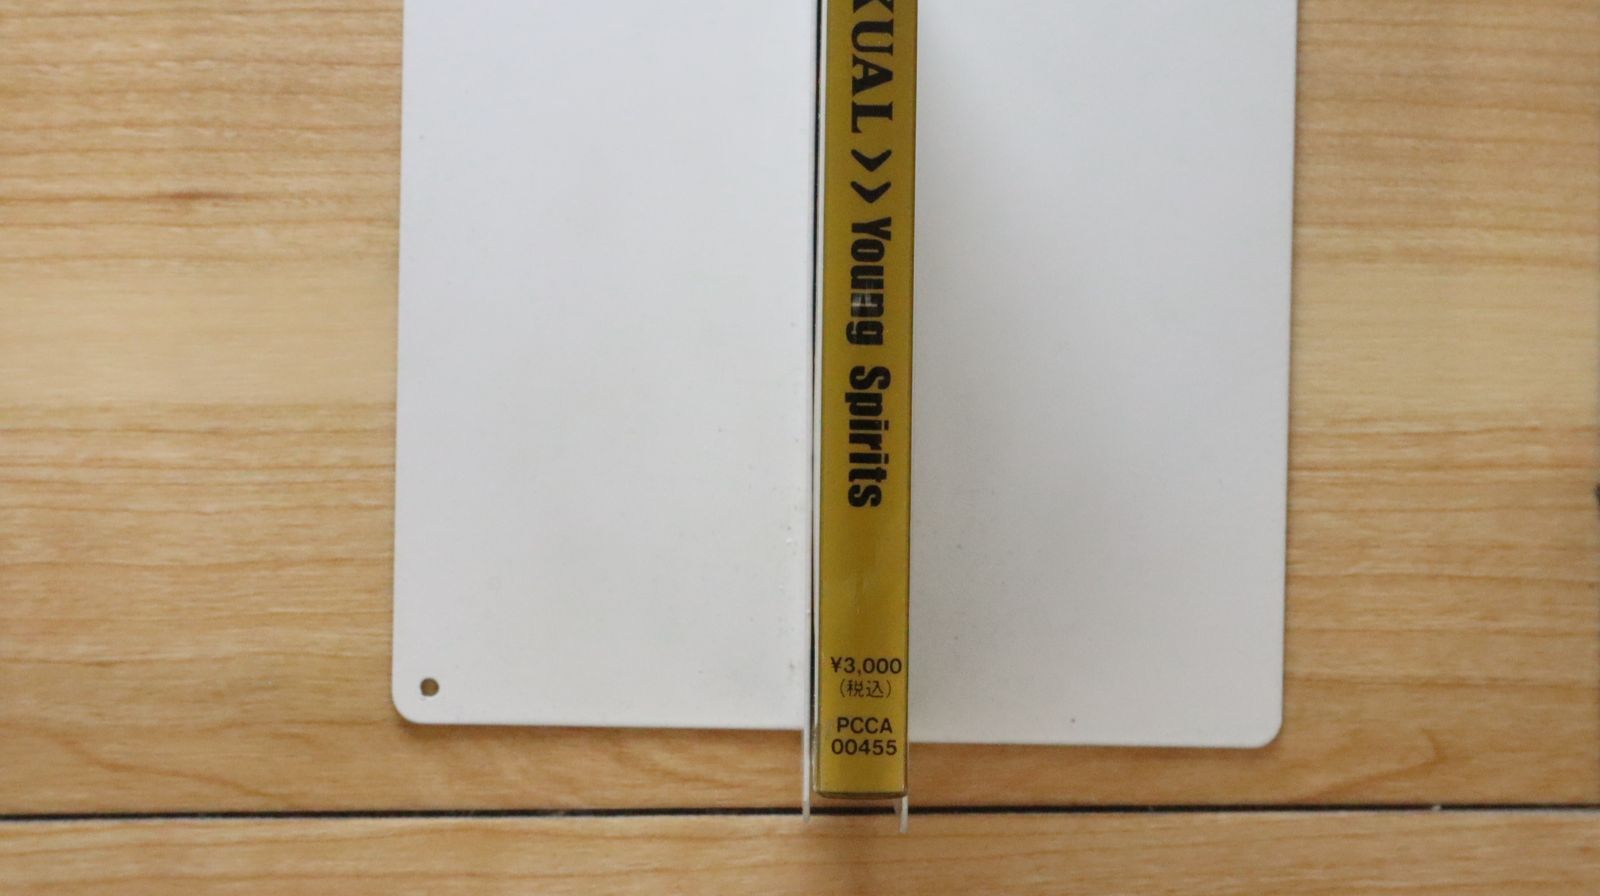 XUAL >> Young Spirits
¥3,000
(税込)
PCCA
00455